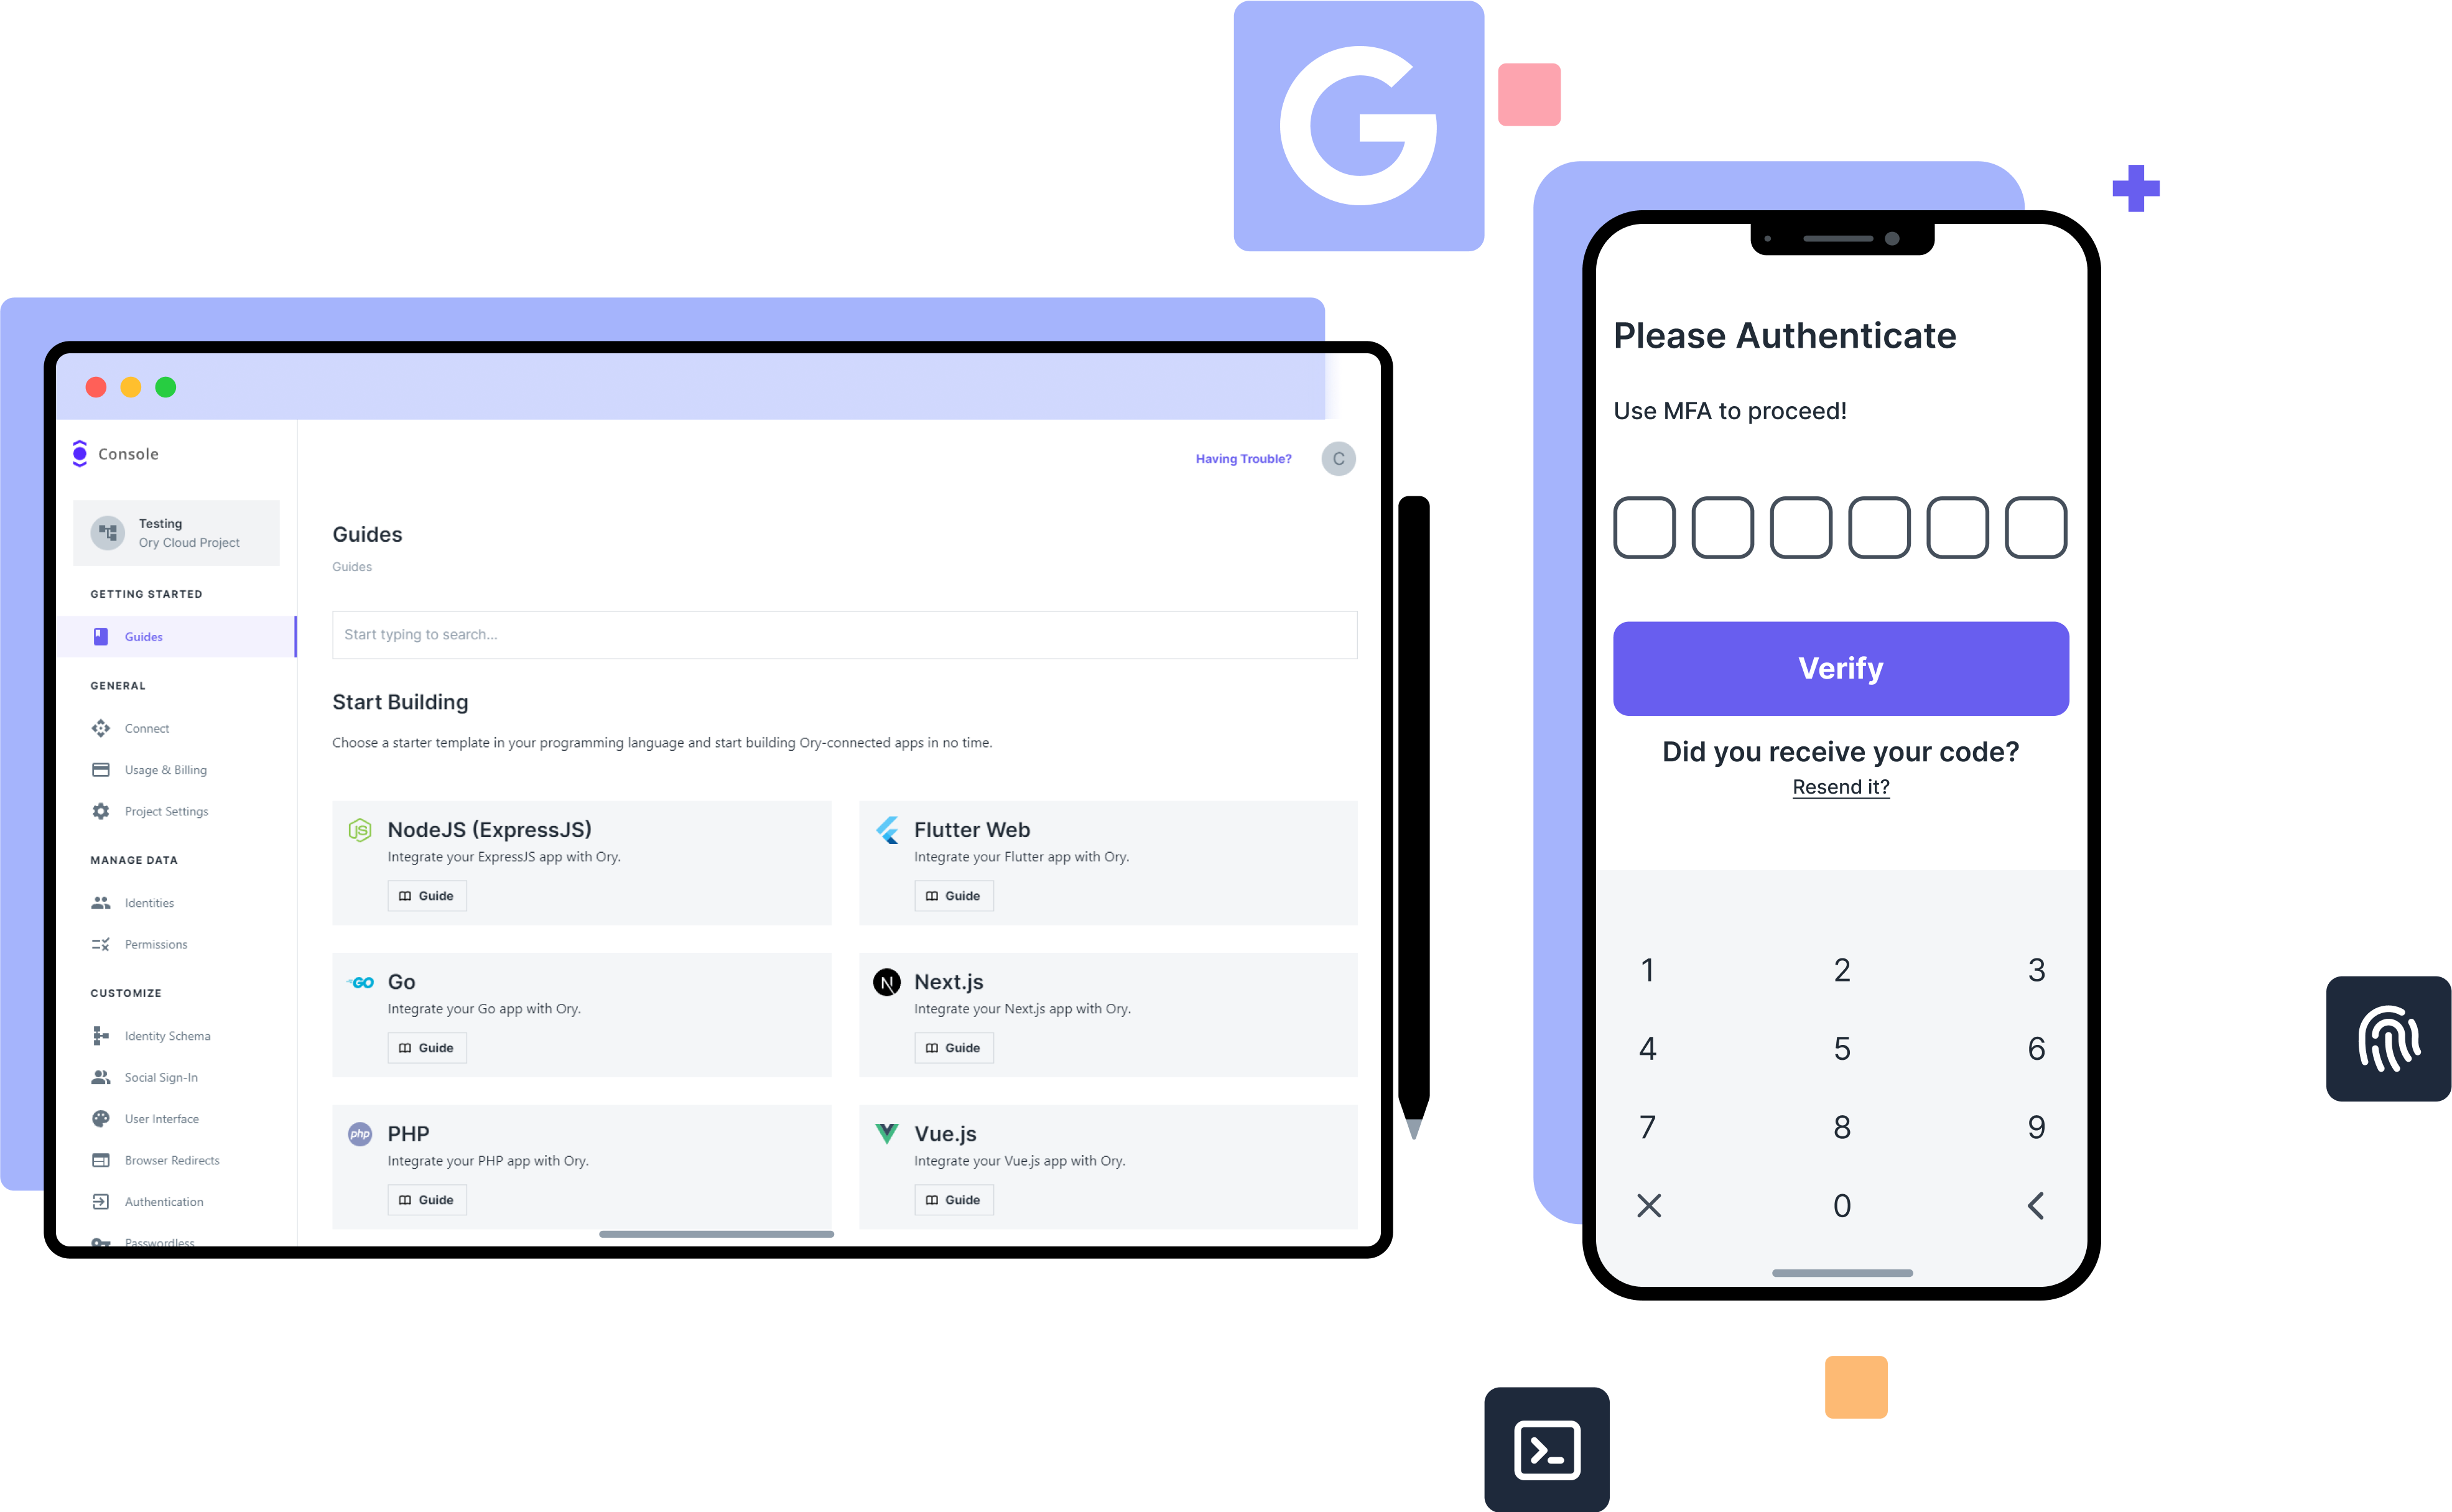 Console
Testing
Ory Cloud Project
GETTING STARTED
Guides
GENERAL
Connect
Usage & Billing
Project Settings
MANAGE DATA
Identities
Permissions
CUSTOMIZE
Identity Schema
Social Sign-In
User Interface
Browser Redirects
Authentication
Passwordless
Having Trouble?
C
Guides
Guides
Start typing to search...
Start Building
Choose a starter template in your programming language and start building Ory-connected apps in no time.
JS
NodeJS (ExpressJS)
Integrate your ExpressJS app with Ory.
Guide
Flutter Web
Integrate your Flutter app with Ory.
Guide
GO
Go
Integrate your Go app with Ory.
Guide
N
Next.js
Integrate your Next.js app with Ory.
Guide
php
PHP
Integrate your PHP app with Ory.
Guide
Vue.js
Integrate your Vue.js app with Ory.
Guide
G
Please Authenticate
Use MFA to proceed!
Verify
Did you receive your code?
Resend it?
1 2 3
4 5 6
7 8 9
0